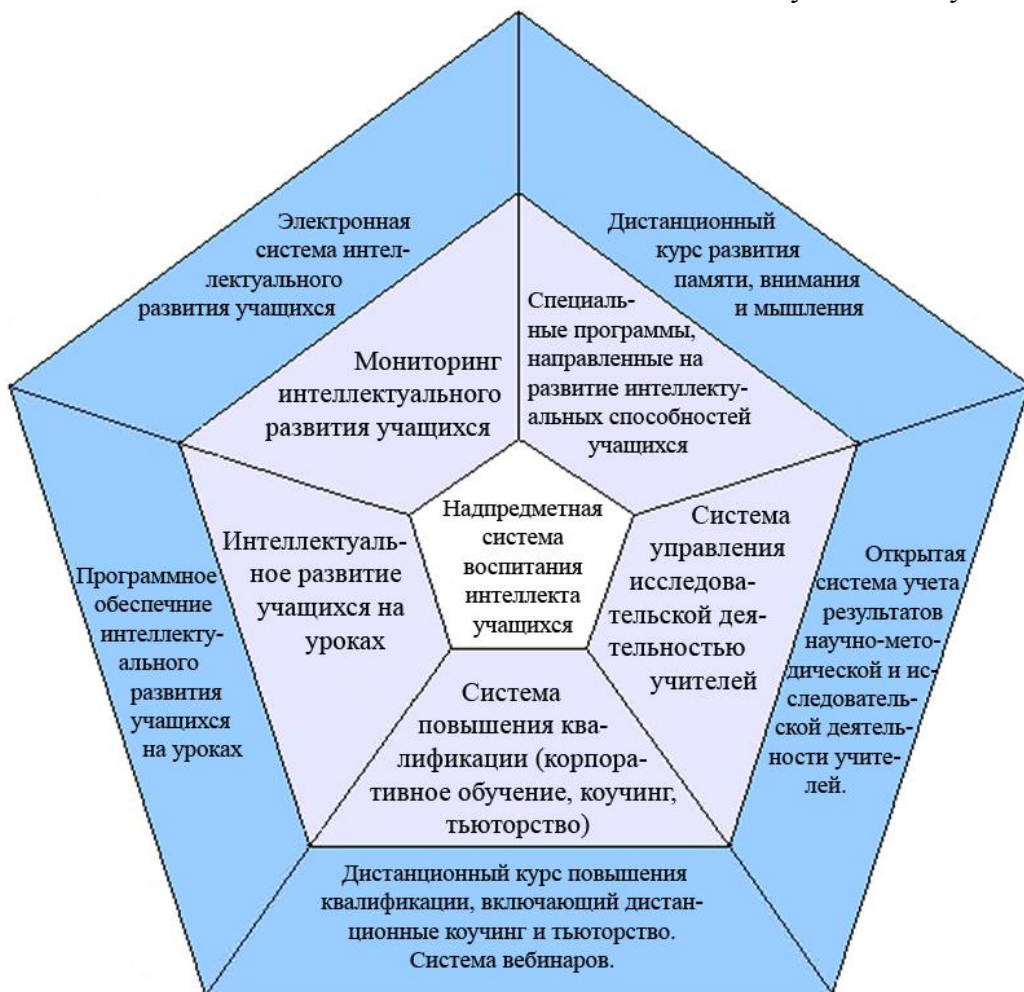 Электронная
система интел-
лектуального
развития учащихся
Дистанционный
курс развития
памяти, внимания
и мышления
Мониторинг
интеллектуального
развития учащихся
Специаль-
ные программы,
направленные на
развитие интеллекту-
альных способностей
учащихся
Надпредметная
система
воспитания
интеллекта
учащихся
Интеллектуаль-
ное развитие
учащихся на
уроках
Система
управления
исследова-
тельской дея-
тельностью
учителей
Программное
обеспечние
интеллекту-
ального
развития
учащихся
на уроках
Открытая
система учета
результатов
научно-мето-
дической и ис-
следователь-
ской деятель-
ности учите-
лей.
Система
повышения ква-
лификации (корпора-
тивное обучение, коучинг,
тьюторство)
Дистанционный курс повышения
квалификации, включающий дистан-
ционные коучинг и тьюторство.
Система вебинаров.